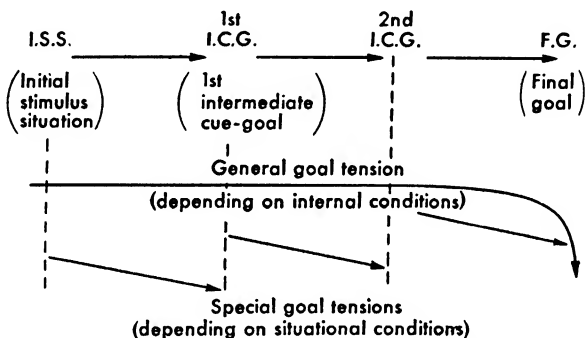 1st 2nd
I.S.S. I.C.G. I.C.G. F.G.
(Initial stimulus situation)
(1st intermediate cue-goal)
(Final goal)
General goal tension
(depending on internal conditions)
Special goal tensions
(depending on situational conditions)